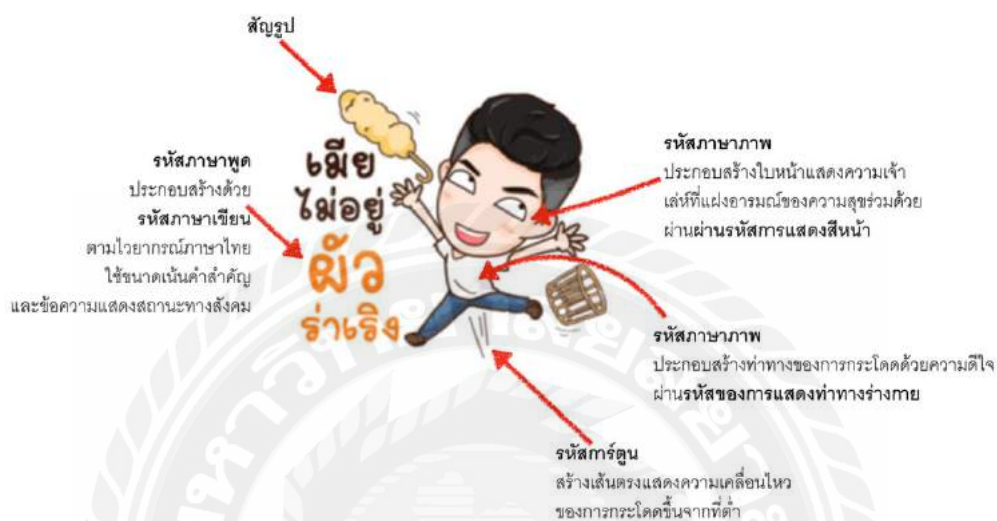 สัญรูป
รหัสภาษาพูด
ประกอบสร้างด้วย
รหัสภาษาเขียน
ตามไวยากรณ์ภาษาไทย
ใช้ขนาดเน้นคำสำคัญ
และข้อความแสดงสถานะทางสังคม
เมีย
ไม่อยู่
ผัว
ร่าเริง
รหัสภาษาภาพ
ประกอบสร้างใบหน้าแสดงความเจ้า
เล่ห์ที่แฝงอารมณ์ของความสุขร่วมด้วย
ผ่านผ่านรหัสการแสดงสีหน้า
รหัสภาษาภาพ
ประกอบสร้างท่าทางของการกระโดดด้วยความดีใจ
ผ่านรหัสของการแสดงท่าทางร่างกาย
รหัสการ์ตูน
สร้างเส้นตรงแสดงความเคลื่อนไหว
ของการกระโดดขึ้นจากที่ต่ำ